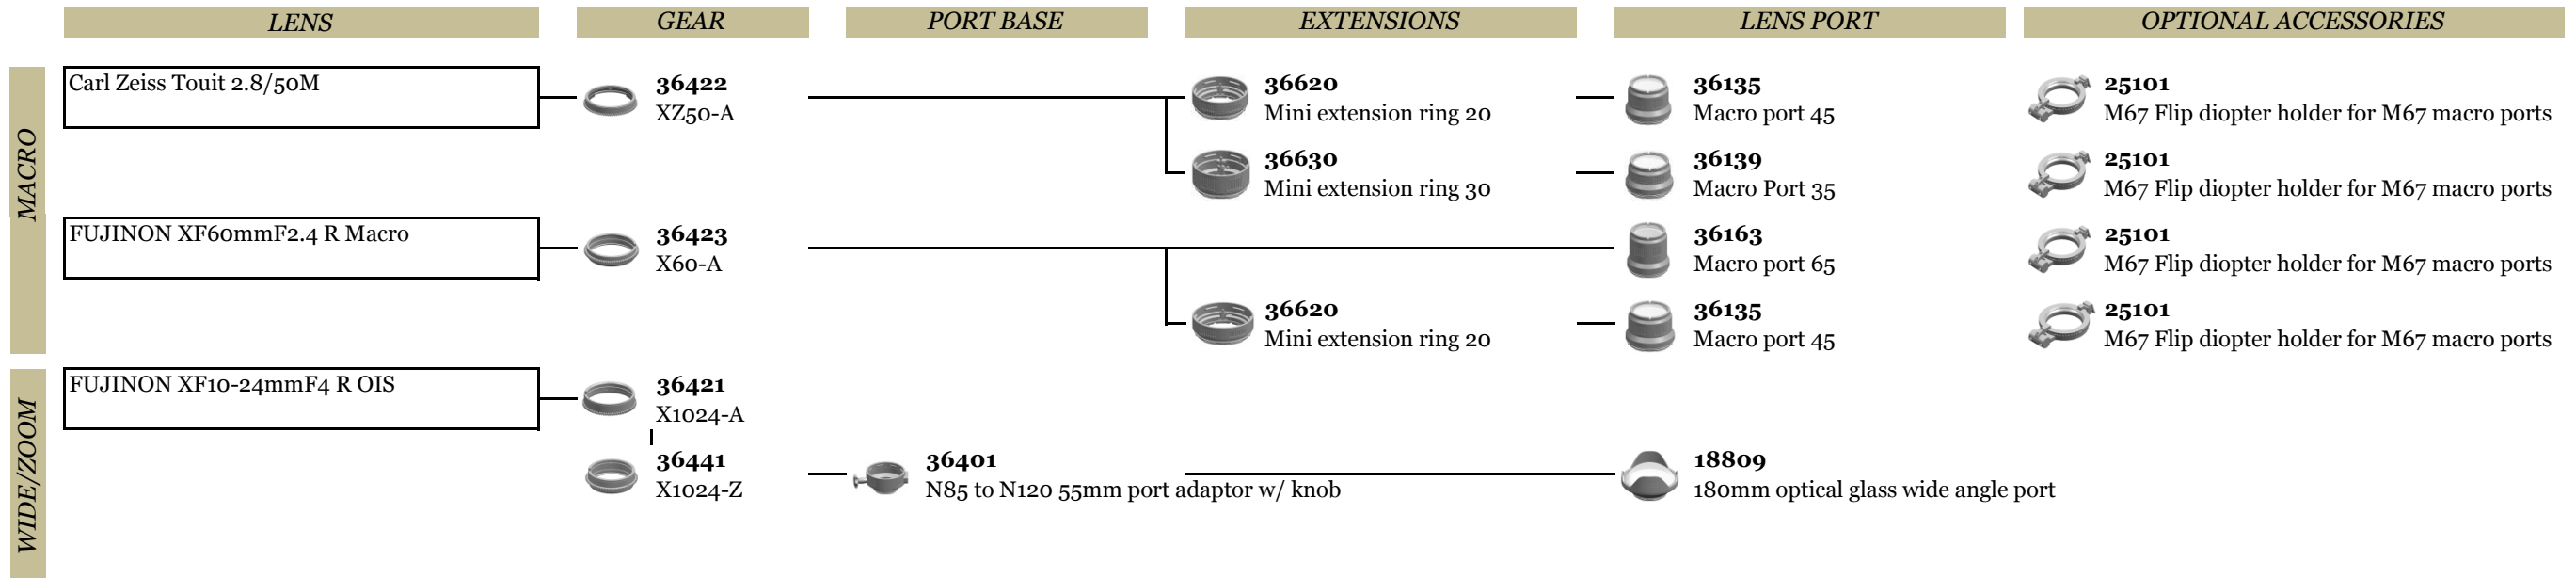 LENS GEAR PORT BASE EXTENSIONS LENS PORT OPTIONAL ACCESSORIES
MACRO
Carl Zeiss Touit 2.8/50M 36422 36620 36135 25101
XZ50-A Mini extension ring 20 Macro port 45 M67 Flip diopter holder for M67 macro ports
36630 36139 25101
Mini extension ring 30 Macro Port 35 M67 Flip diopter holder for M67 macro ports
FUJINON XF60mmF2.4 R Macro 36423 36163 25101
X60-A Macro port 65 M67 Flip diopter holder for M67 macro ports
36620 36135 25101
Mini extension ring 20 Macro port 45 M67 Flip diopter holder for M67 macro ports
WIDE/ZOOM
FUJINON XF10-24mmF4 R OIS 36421
X1024-A
36441 36401 18809
X1024-Z N85 to N120 55mm port adaptor w/ knob 180mm optical glass wide angle port